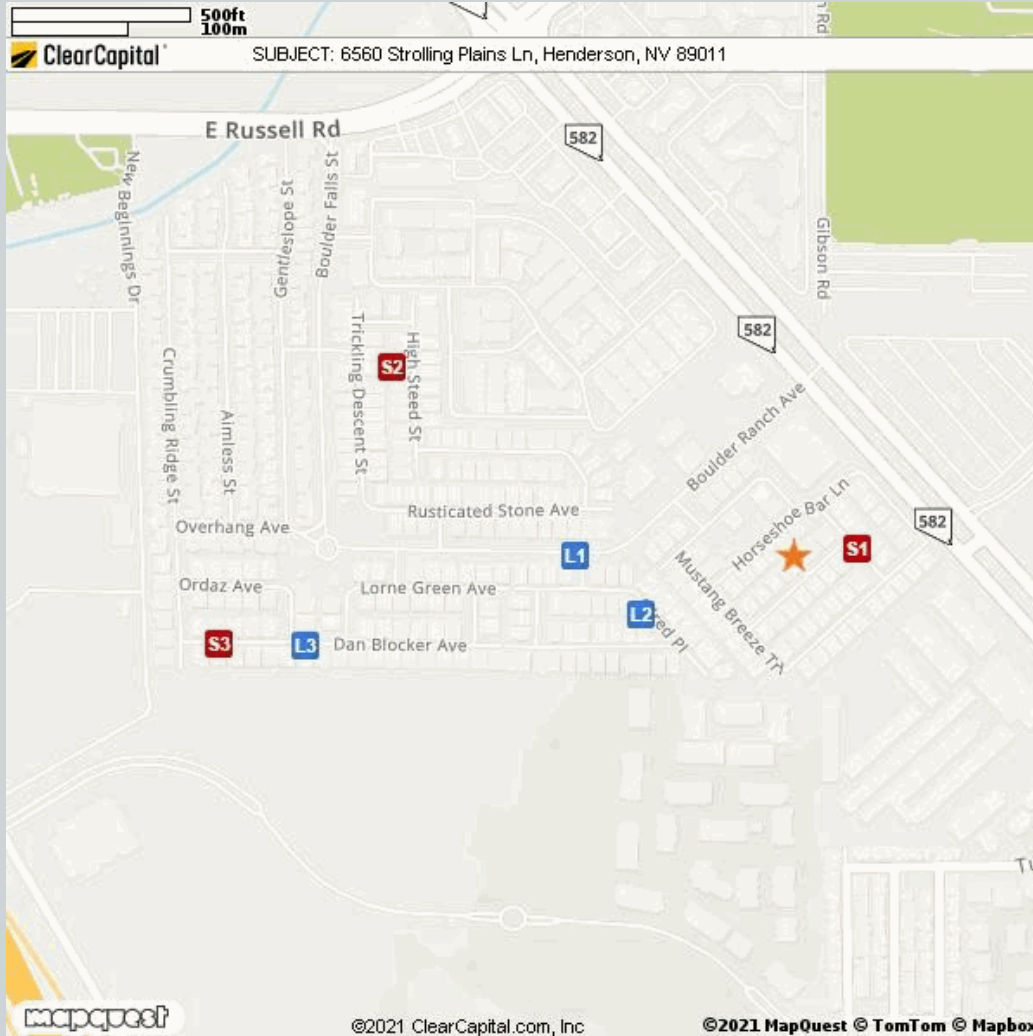 500ft
100m
ClearCapital
SUBJECT: 6560 Strolling Plains Ln, Henderson, NV 89011
Rd
E Russell Rd
582
New Beginnings Dr
Gentleslope St
Boulder Falls St
Gibson Rd
582
Trickling Descent St
High Steed St
S2
Crumbling Ridge St
Aimless St
Boulder Ranch Ave
Horseshoe Bar Ln
Rusticated Stone Ave
582
Overhang Ave
L1
S1
Mustang Breeze Trl
Ordaz Ave
Lorne Green Ave
L2
Pl
S3
L3
Dan Blocker Ave
mapquest
©2021 ClearCapital.com, Inc
©2021 MapQuest © TomTom © Mapbox